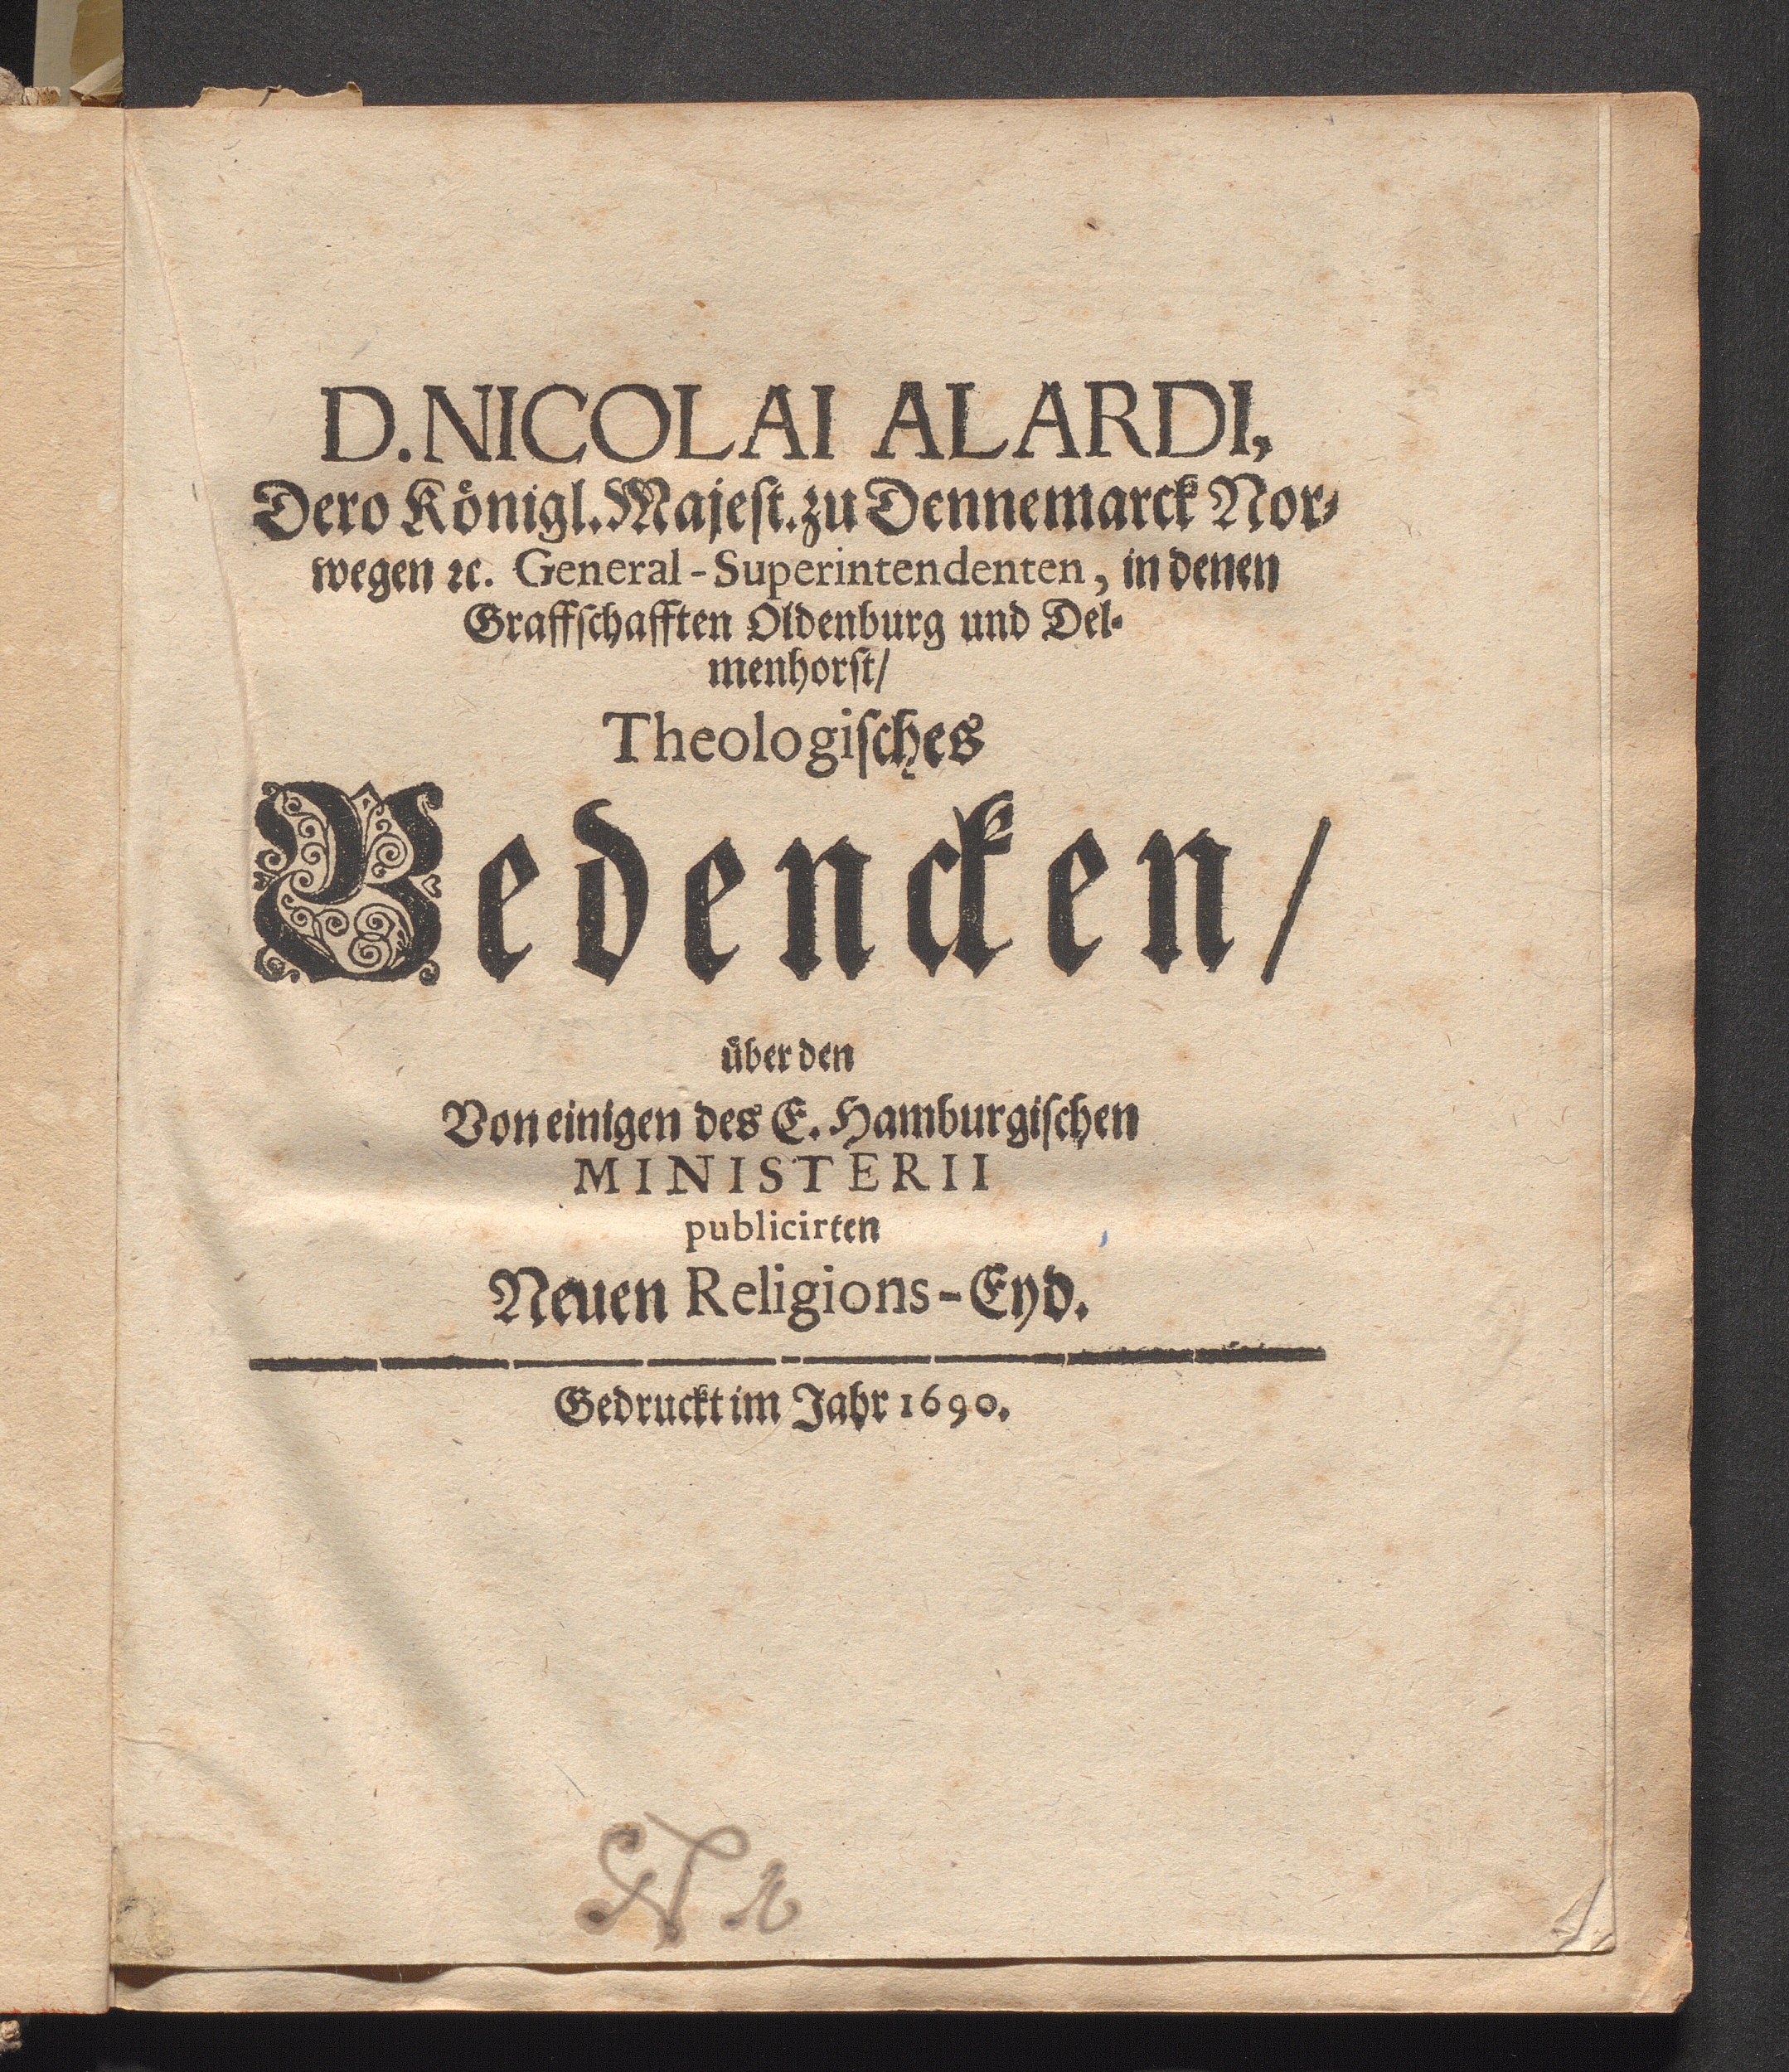 D. NICOLAI ALARDI,
Dero Königl. Majeſt. zu Dennemarck Nor⸗
wegen ꝛc. General-Superintendenten, in denen
Graffſchafften Oldenburg und Del⸗
menhorſt/
Theologiſches
Bedencken/
über den
Von einigen des E. Hamburgiſchen
MINISTERII
publicirten
Neuen Religions-Eyd.
Gedruckt im Jahr 1690.